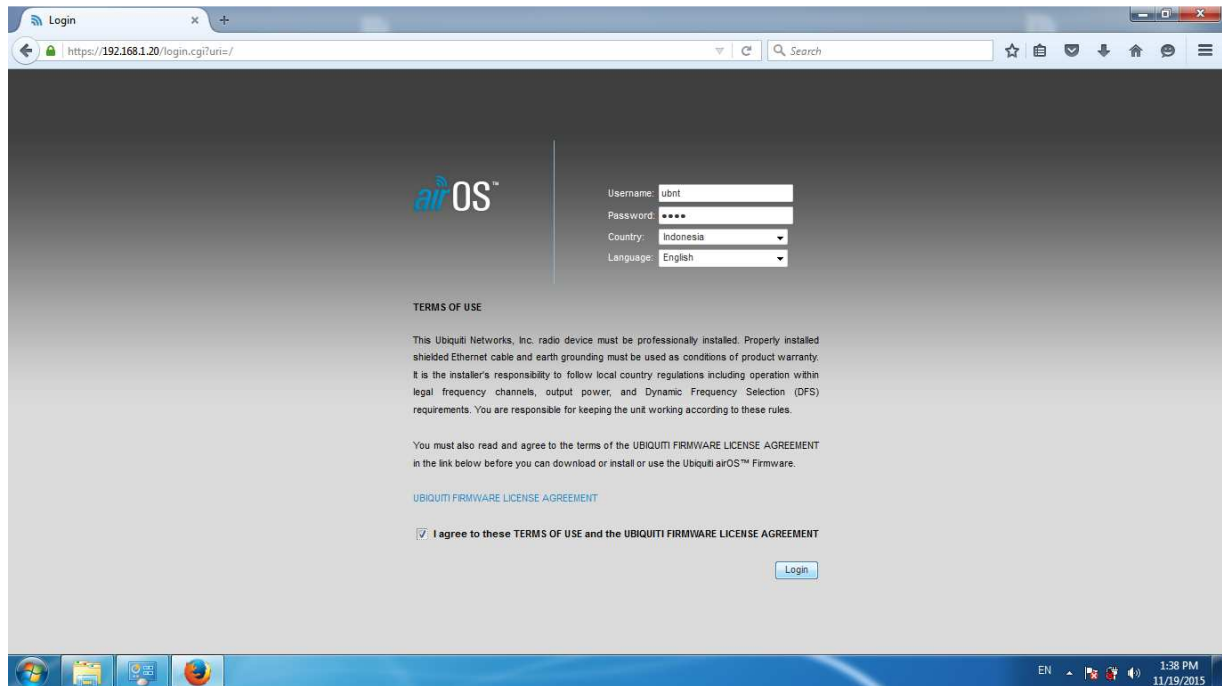 Login
https://192.168.1.20/login.cgi?uri=/
Search
airOS™
Username: ubnt
Password: ••••
Country: Indonesia
Language: English
TERMS OF USE
This Ubiquiti Networks, Inc. radio device must be professionally installed. Properly installed
shielded Ethernet cable and earth grounding must be used as conditions of product warranty.
It is the installer's responsibility to follow local country regulations including operation within
legal frequency channels, output power, and Dynamic Frequency Selection (DFS)
requirements. You are responsible for keeping the unit working according to these rules.
You must also read and agree to the terms of the UBIQUITI FIRMWARE LICENSE AGREEMENT
in the link below before you can download or install or use the Ubiquiti airOS™ Firmware.
UBIQUITI FIRMWARE LICENSE AGREEMENT
I agree to these TERMS OF USE and the UBIQUITI FIRMWARE LICENSE AGREEMENT
Login
EN
1:38 PM
11/19/2015